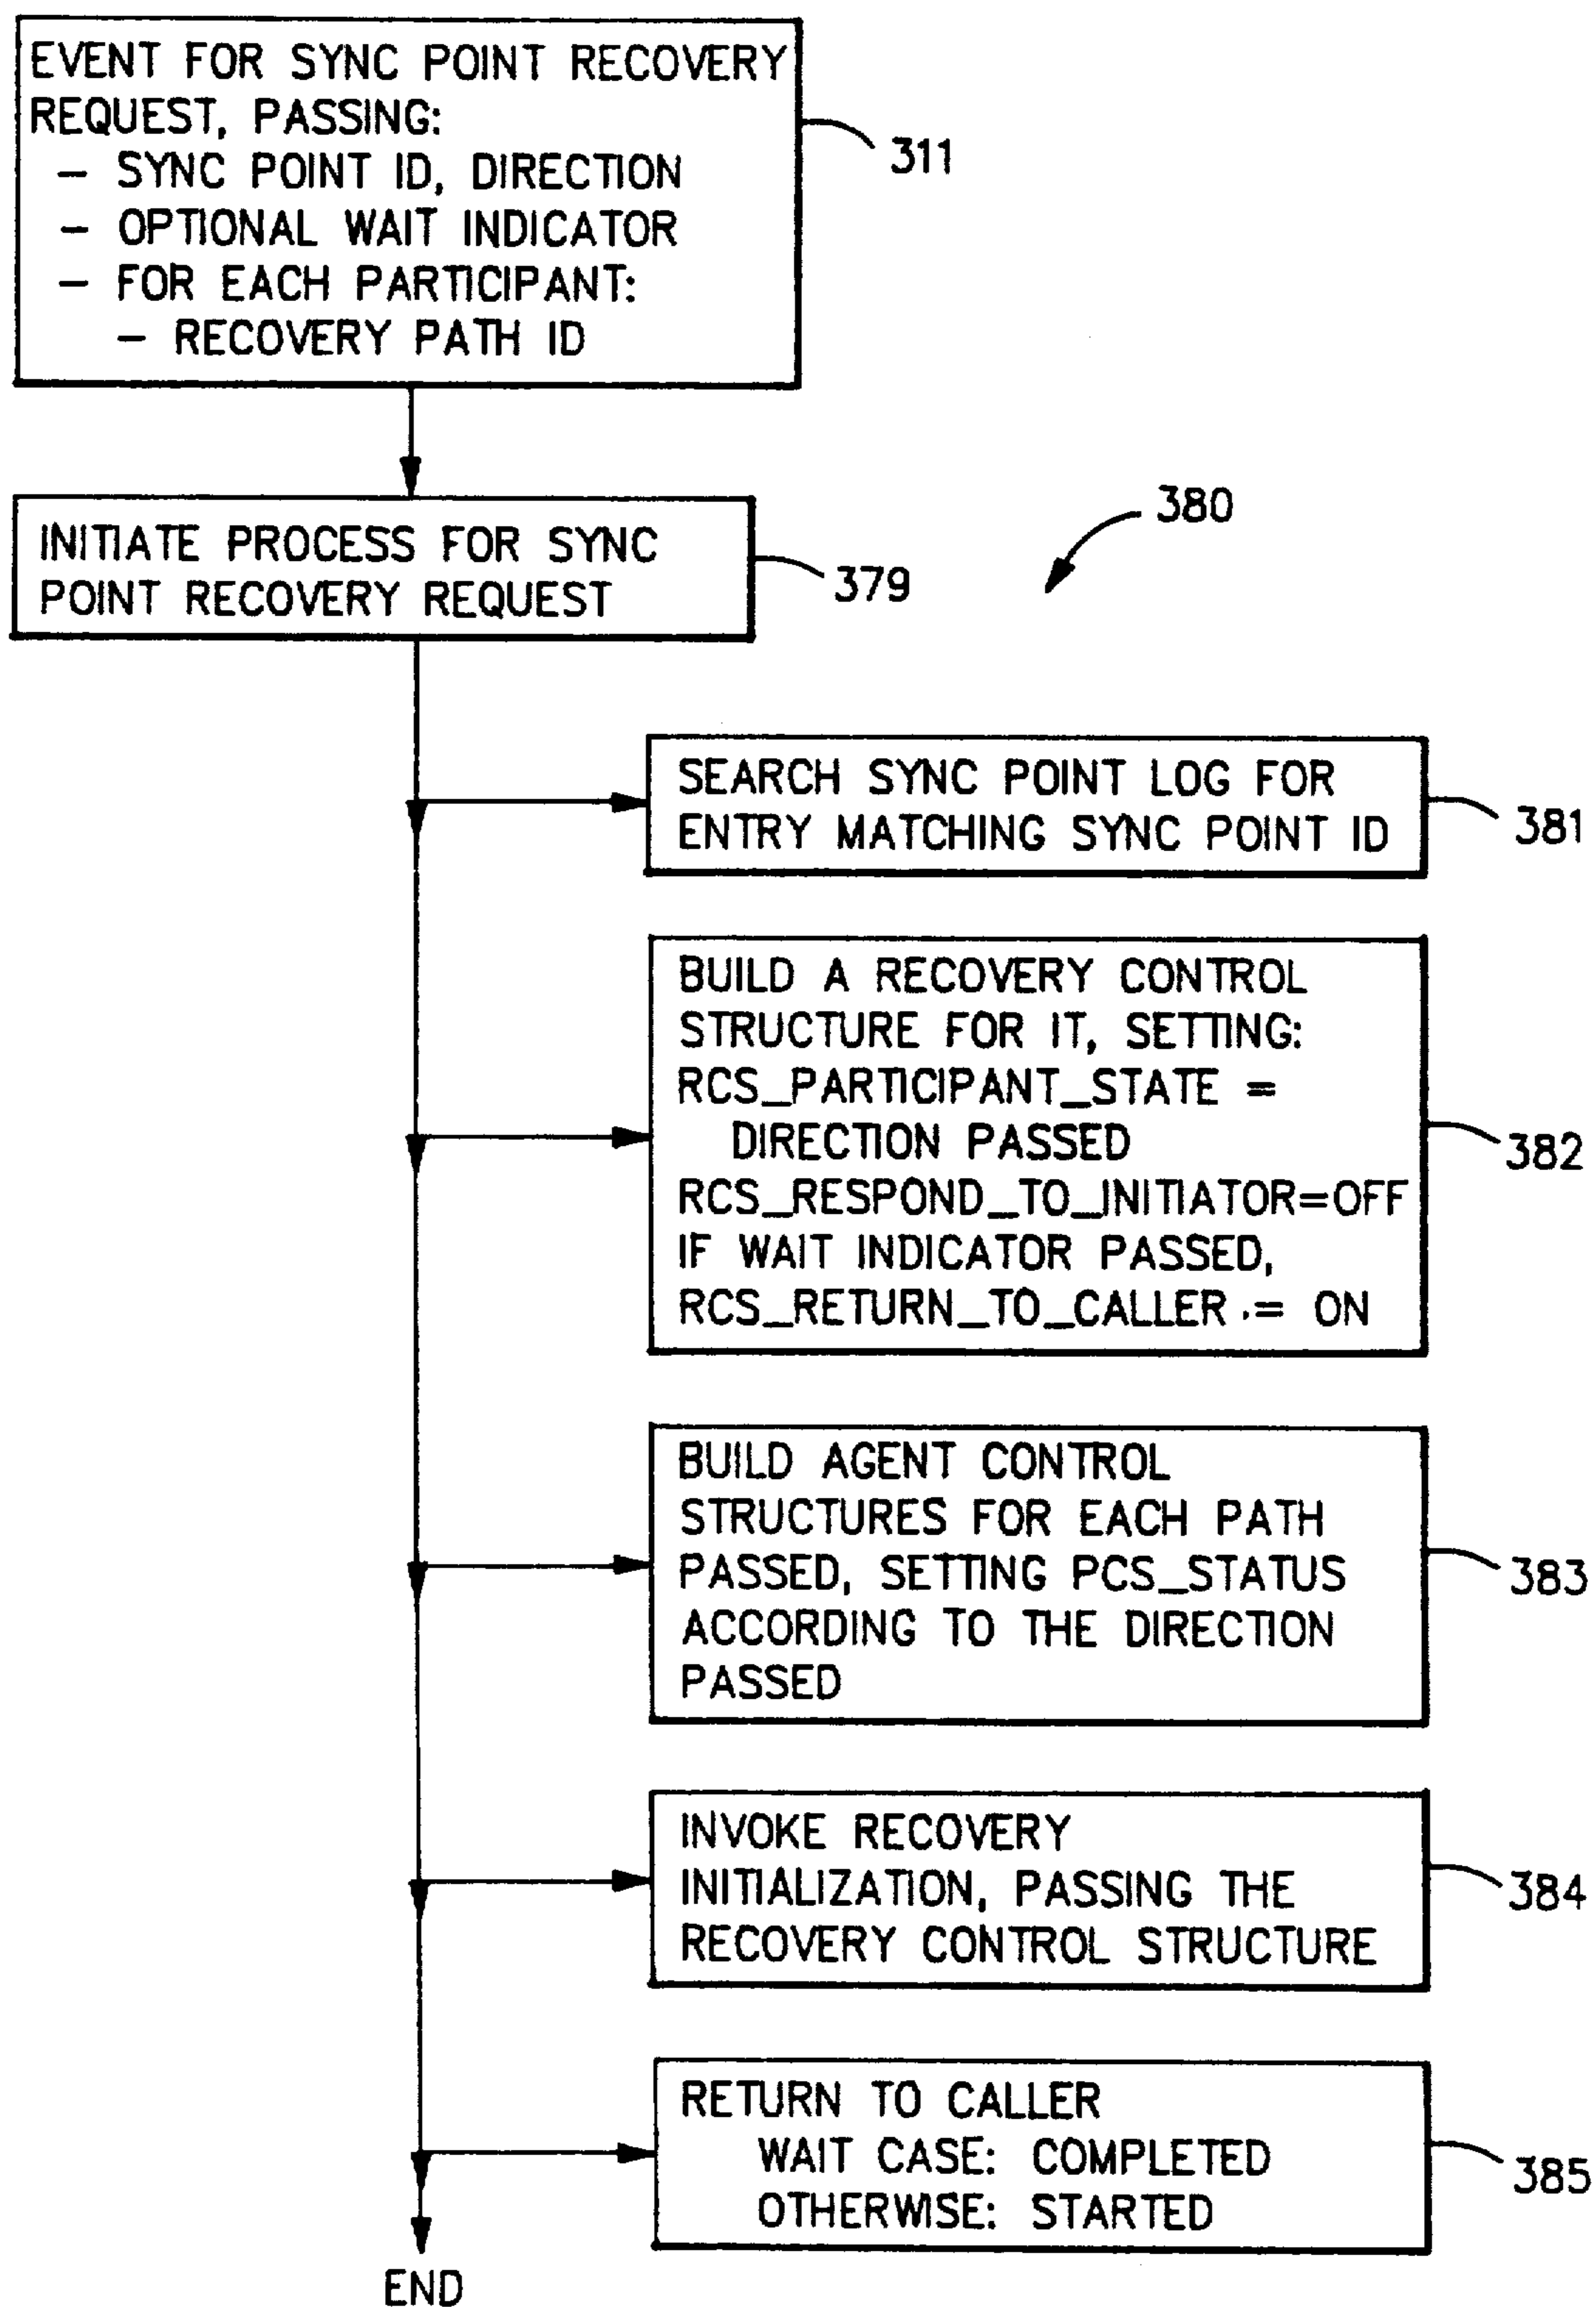 EVENT FOR SYNC POINT RECOVERY
REQUEST, PASSING:
– SYNC POINT ID, DIRECTION
– OPTIONAL WAIT INDICATOR
– FOR EACH PARTICIPANT:
– RECOVERY PATH ID
311
INITIATE PROCESS FOR SYNC
POINT RECOVERY REQUEST
379
380
SEARCH SYNC POINT LOG FOR
ENTRY MATCHING SYNC POINT ID
381
BUILD A RECOVERY CONTROL
STRUCTURE FOR IT, SETTING:
RCS_PARTICIPANT_STATE =
DIRECTION PASSED
RCS_RESPOND_TO_INITIATOR=OFF
IF WAIT INDICATOR PASSED,
RCS_RETURN_TO_CALLER .= ON
382
BUILD AGENT CONTROL
STRUCTURES FOR EACH PATH
PASSED, SETTING PCS_STATUS
ACCORDING TO THE DIRECTION
PASSED
383
INVOKE RECOVERY
INITIALIZATION, PASSING THE
RECOVERY CONTROL STRUCTURE
384
RETURN TO CALLER
WAIT CASE: COMPLETED
OTHERWISE: STARTED
385
END